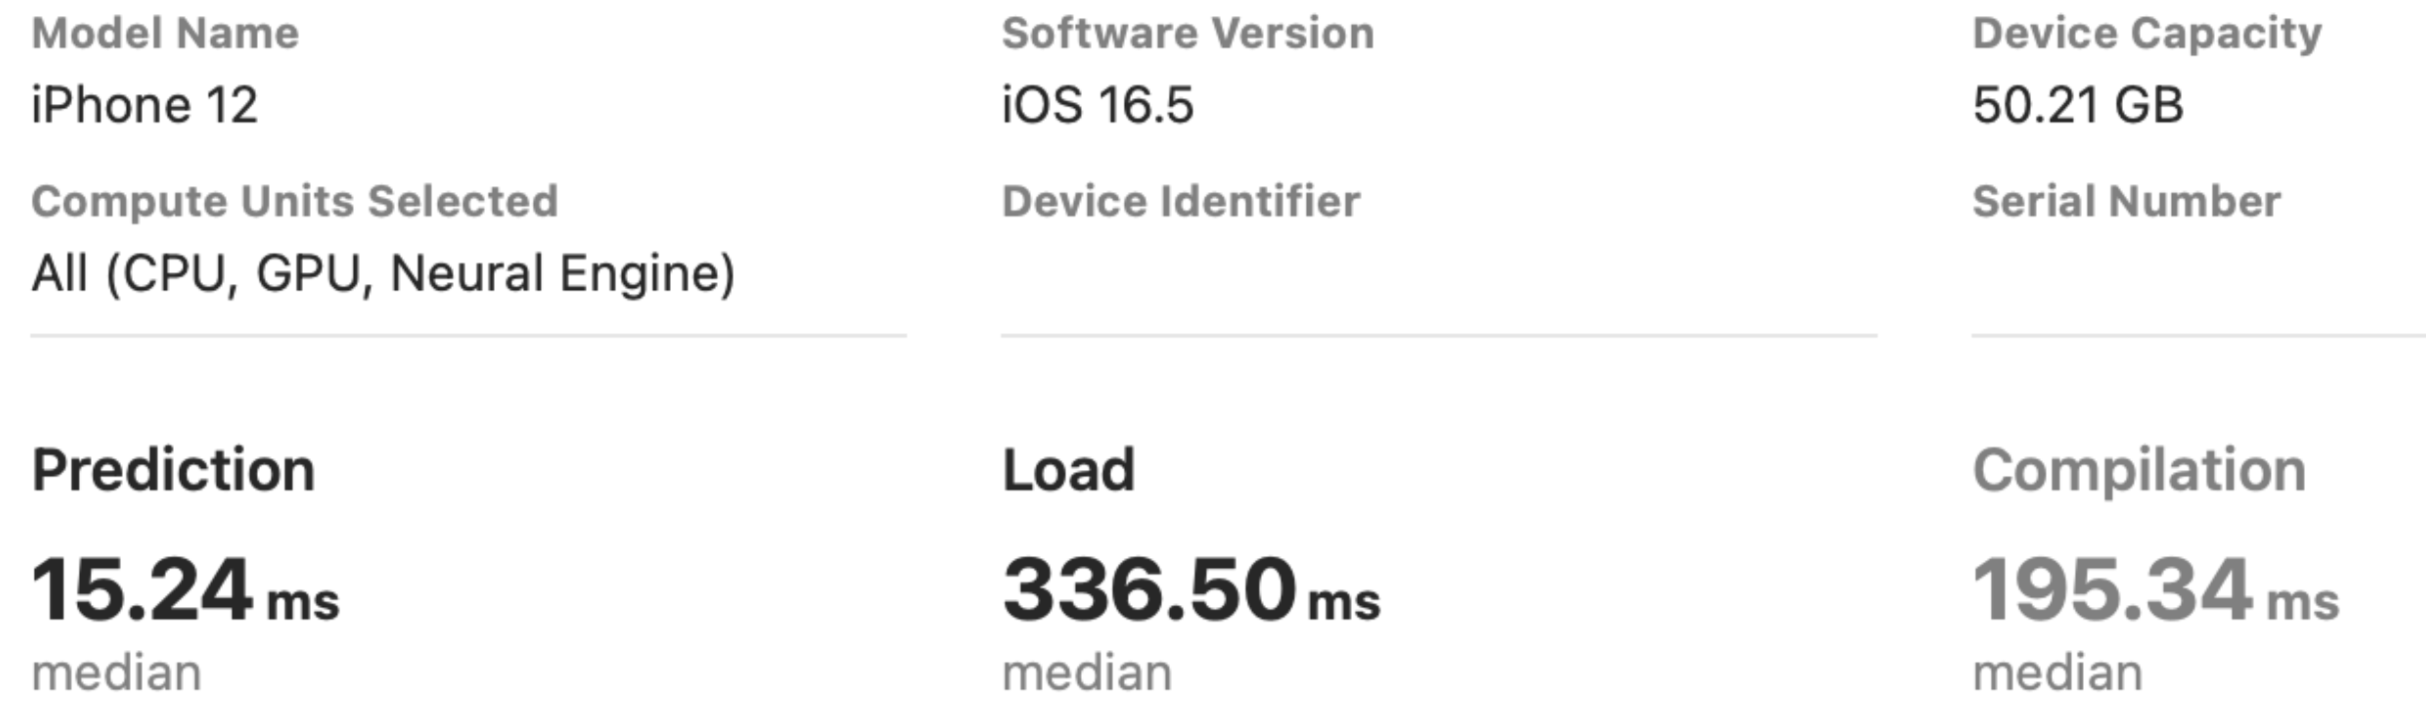 Model Name
iPhone 12
Software Version
iOS 16.5
Device Capacity
50.21 GB
Compute Units Selected
All (CPU, GPU, Neural Engine)
Device Identifier
Serial Number
Prediction
15.24 ms
median
Load
336.50 ms
median
Compilation
195.34 ms
median